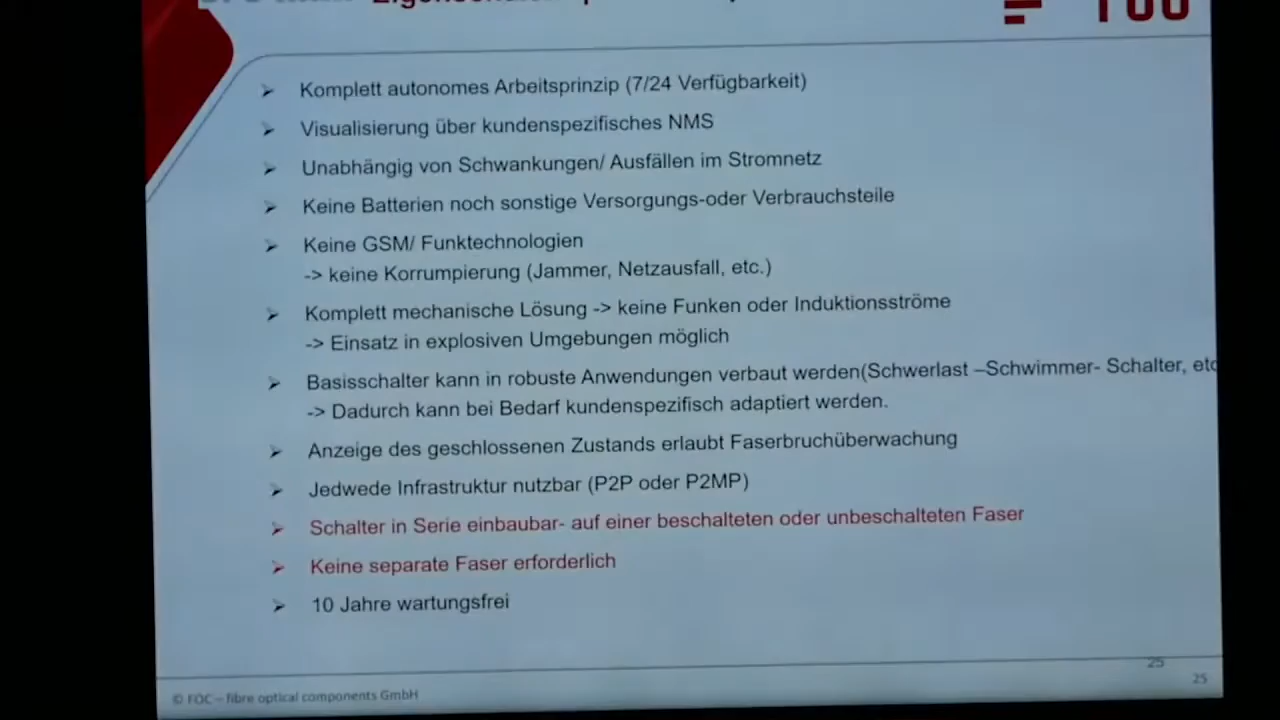 FOC
Komplett autonomes Arbeitsprinzip (7/24 Verfügbarkeit)
Visualisierung über kundenspezifisches NMS
Unabhängig von Schwankungen/ Ausfällen im Stromnetz
Keine Batterien noch sonstige Versorgungs-oder Verbrauchsteile
Keine GSM/ Funktechnologien
-> keine Korrumpierung (Jammer, Netzausfall, etc.)
Komplett mechanische Lösung -> keine Funken oder Induktionsströme
-> Einsatz in explosiven Umgebungen möglich
Basisschalter kann in robuste Anwendungen verbaut werden(Schwerlast –Schwimmer- Schalter, etc
-> Dadurch kann bei Bedarf kundenspezifisch adaptiert werden.
Anzeige des geschlossenen Zustands erlaubt Faserbruchüberwachung
Jedwede Infrastruktur nutzbar (P2P oder P2MP)
Schalter in Serie einbaubar- auf einer beschalteten oder unbeschalteten Faser
Keine separate Faser erforderlich
10 Jahre wartungsfrei
25
25
© FOC – fibre optical components GmbH